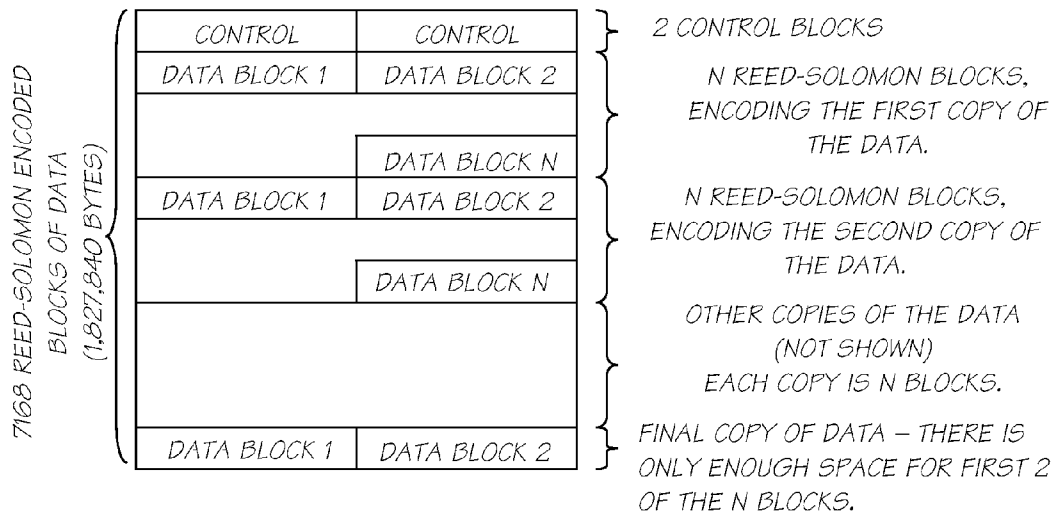 7168 REED-SOLOMON ENCODED
BLOCKS OF DATA
(1,827,840 BYTES)
CONTROL CONTROL
2 CONTROL BLOCKS
DATA BLOCK 1 DATA BLOCK 2
DATA BLOCK N
N REED-SOLOMON BLOCKS,
ENCODING THE FIRST COPY OF
THE DATA.
DATA BLOCK 1 DATA BLOCK 2
DATA BLOCK N
N REED-SOLOMON BLOCKS,
ENCODING THE SECOND COPY OF
THE DATA.
OTHER COPIES OF THE DATA
(NOT SHOWN)
EACH COPY IS N BLOCKS.
DATA BLOCK 1 DATA BLOCK 2
FINAL COPY OF DATA – THERE IS
ONLY ENOUGH SPACE FOR FIRST 2
OF THE N BLOCKS.